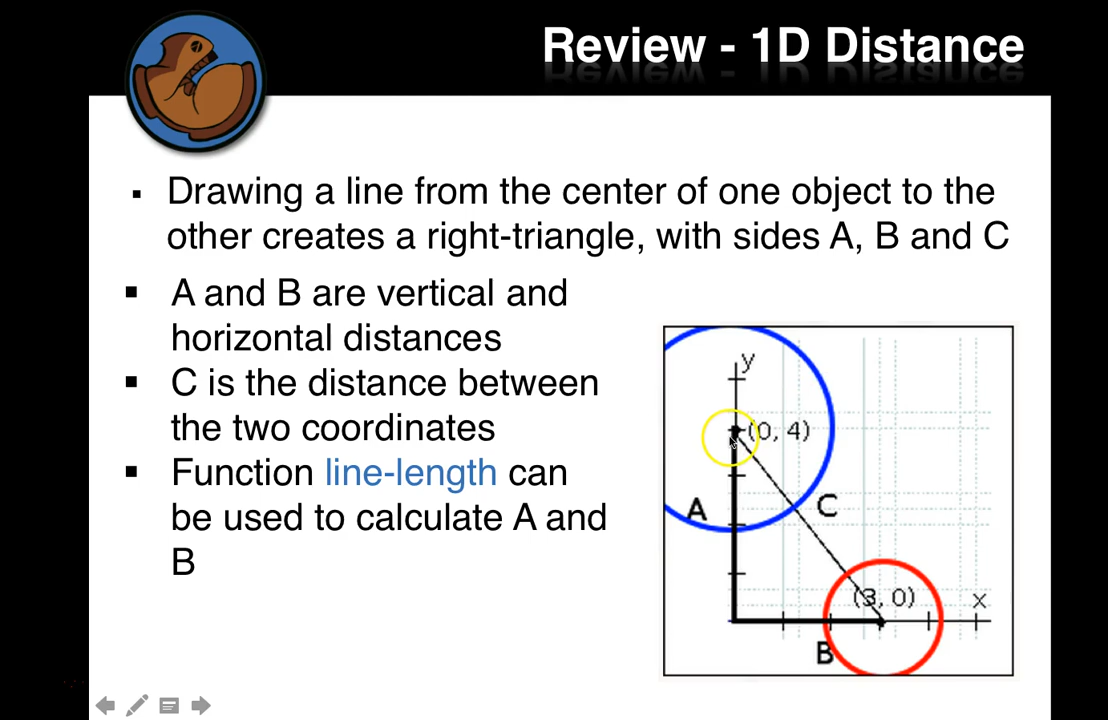 Review - 1D Distance
▪ Drawing a line from the center of one object to the
other creates a right-triangle, with sides A, B and C
▪ A and B are vertical and
horizontal distances
▪ C is the distance between
the two coordinates
▪ Function line-length can
be used to calculate A and
B
y
(0, 4)
A
C
(3, 0)
x
B